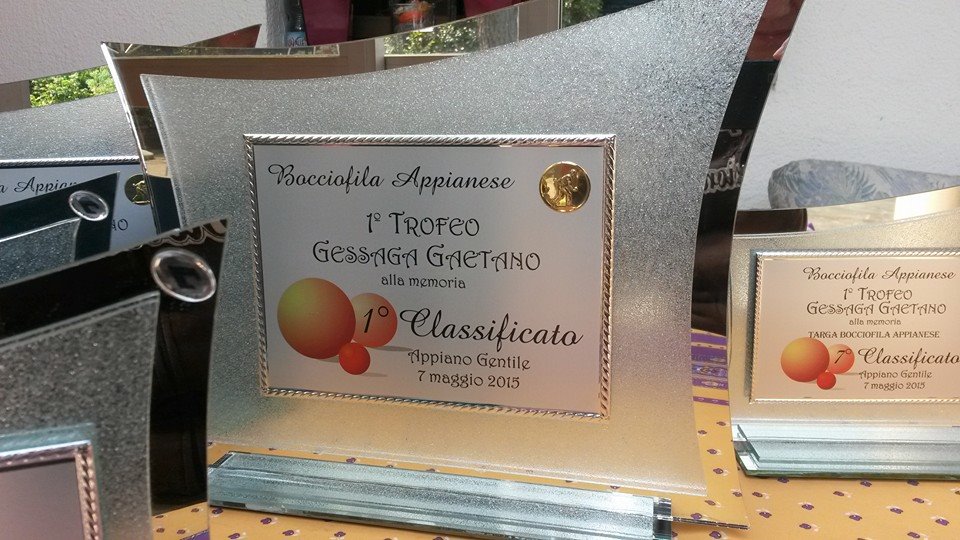 Bocciofila Appianese
1° TROFEO
GESSAGA GAETANO
alla memoria
1° Classificato
Appiano Gentile
7 maggio 2015
Bocciofila Appianese
1° TROFEO
GESSAGA GAETANO
alla memoria
TARGA BOCCIOFILA APPIANESE
7° Classificato
Appiano Gentile
7 maggio 2015